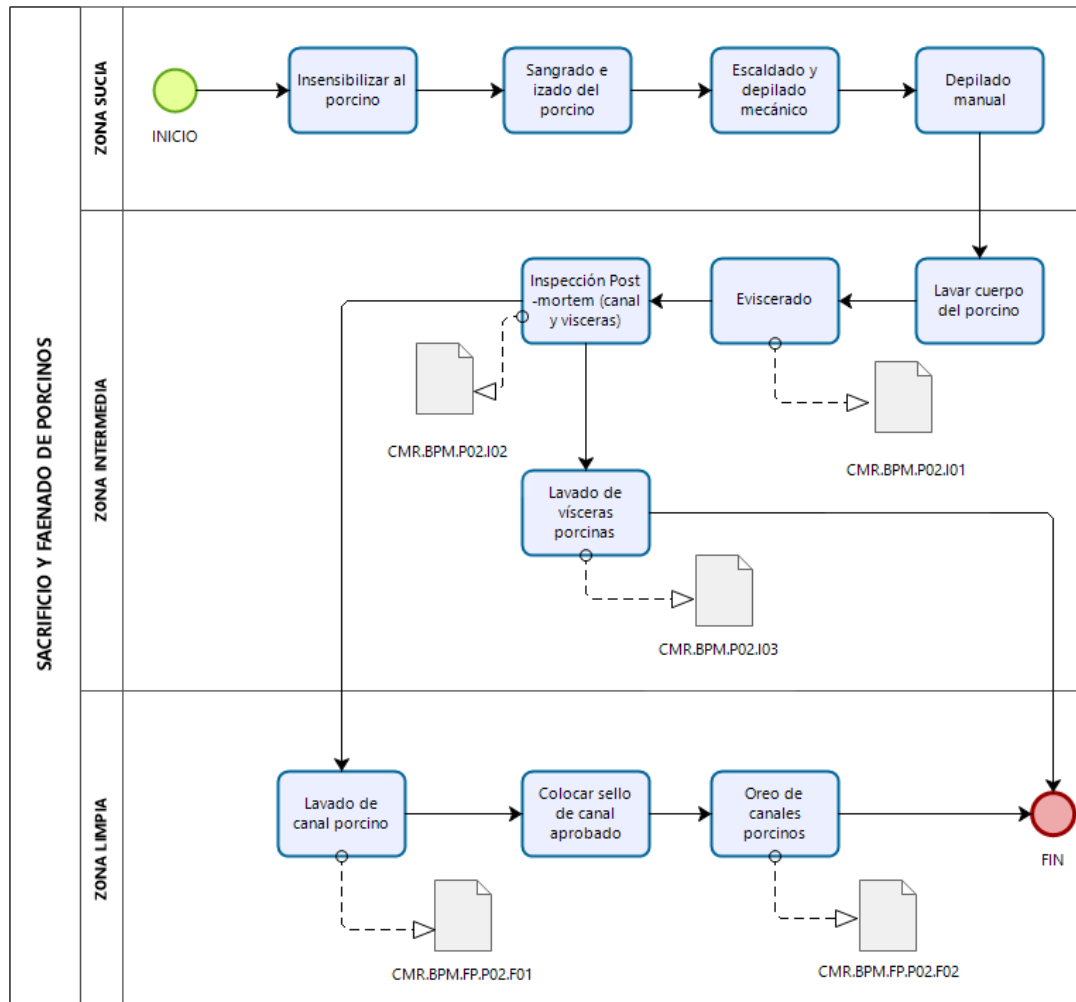 SACRIFICIO Y FAENADO DE PORCINOS
ZONA SUCIA
INICIO
Insensibilizar al
porcino
Sangrado e
izado del
porcino
Escaldado y
depilado
mecánico
Depilado
manual
ZONA INTERMEDIA
Inspección Post
-mortem (canal
y visceras)
Eviscerado
Lavar cuerpo
del porcino
CMR.BPM.P02.I02
CMR.BPM.P02.I01
Lavado de
vísceras
porcinas
CMR.BPM.P02.I03
ZONA LIMPIA
Lavado de
canal porcino
Colocar sello
de canal
aprobado
Oreo de
canales
porcinos
FIN
CMR.BPM.FP.P02.F01
CMR.BPM.FP.P02.F02